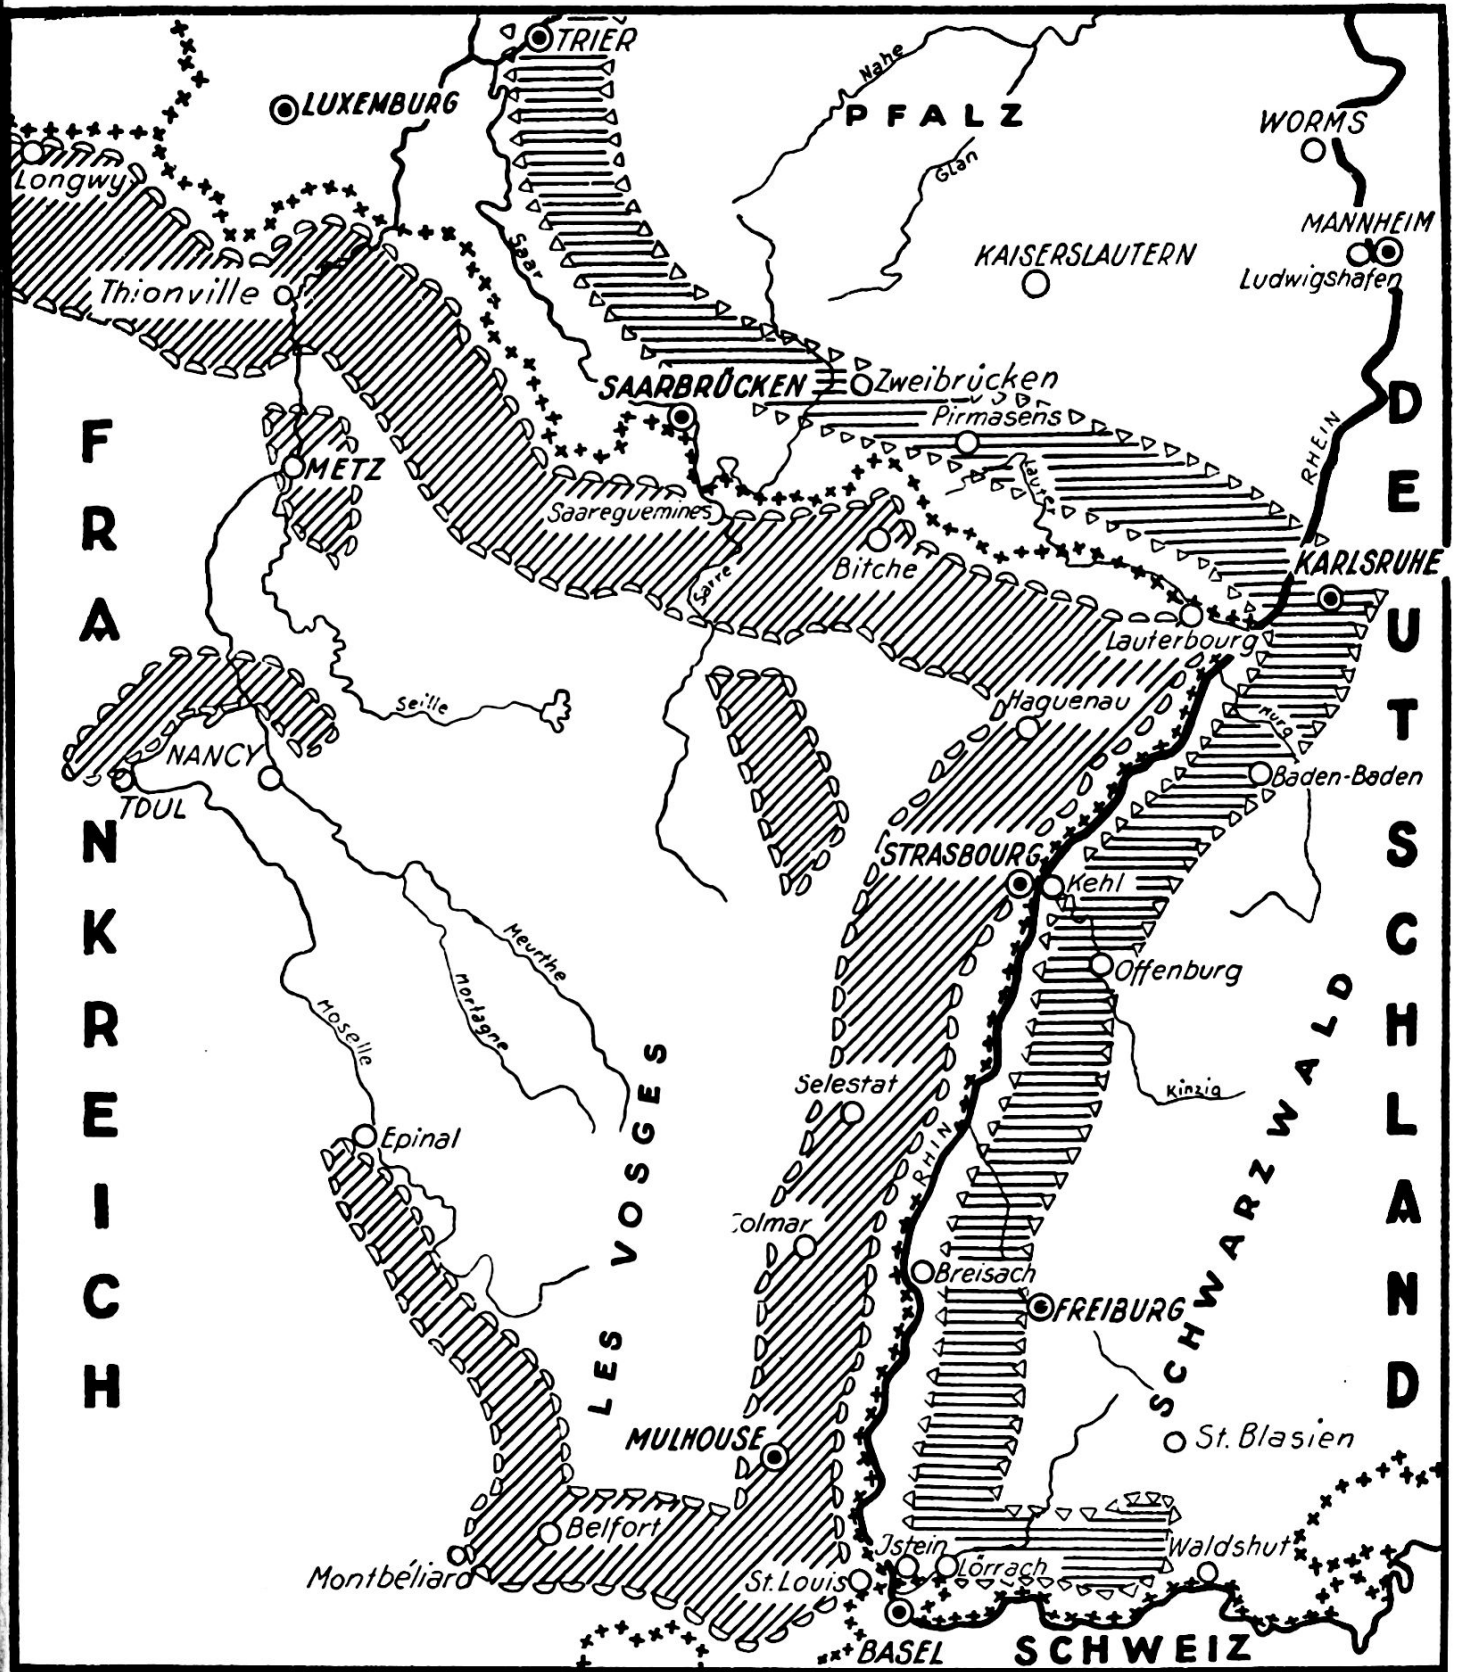 TRIER
Nahe
LUXEMBURG
PFALZ
WORMS
Glan
Longwy
MANNHEIM
Saar
KAISERSLAUTERN
Ludwigshafen
Thionville
SAARBRÜCKEN
Zweibrücken
Pirmasens
RHEIN
METZ
Lauter
Saareguemines
Bitche
KARLSRUHE
Sarre
Lauterbourg
Seille
Haguenau
Murg
NANCY
Baden-Baden
TOUL
STRASBOURG
Kehl
Meurthe
Offenburg
Mortagne
Moselle
Selestat
Kinzig
Epinal
RHIN
Colmar
Breisach
FREIBURG
LES VOSGES
SCHWARZWALD
MULHOUSE
St. Blasien
Belfort
Jstein
Lörrach
Waldshut
Montbéliard
St. Louis
BASEL
SCHWEIZ
FRANKREICH
DEUTSCHLAND